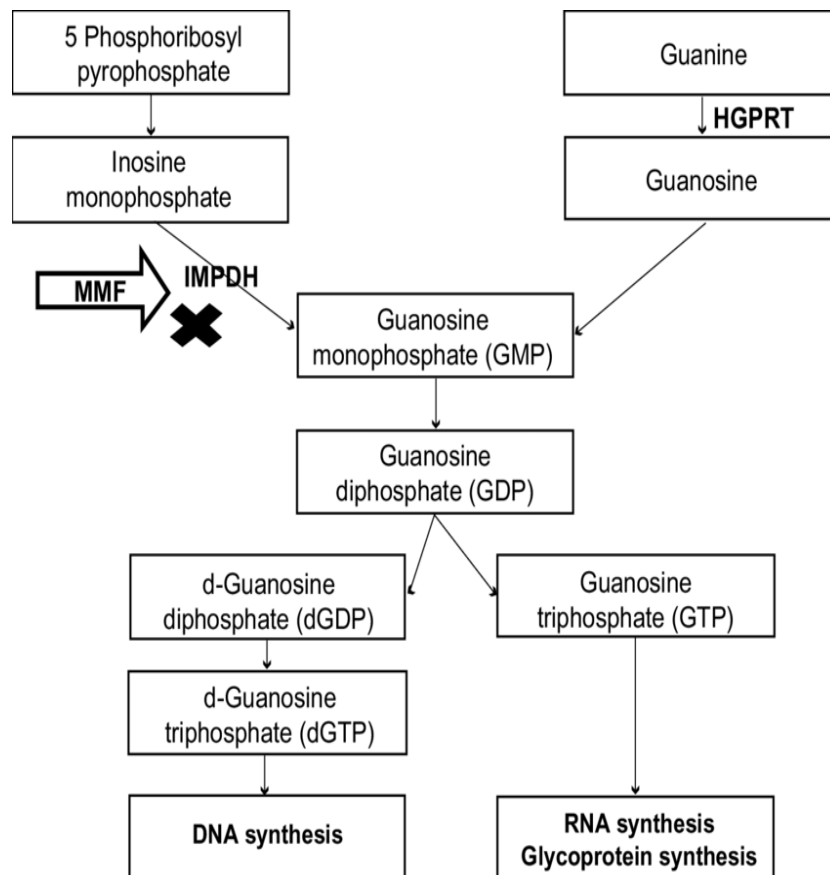 5 Phosphoribosyl
pyrophosphate
Guanine
HGPRT
Inosine
monophosphate
Guanosine
MMF
IMPDH
Guanosine
monophosphate (GMP)
Guanosine
diphosphate (GDP)
d-Guanosine
diphosphate (dGDP)
Guanosine
triphosphate (GTP)
d-Guanosine
triphosphate (dGTP)
DNA synthesis
RNA synthesis
Glycoprotein synthesis